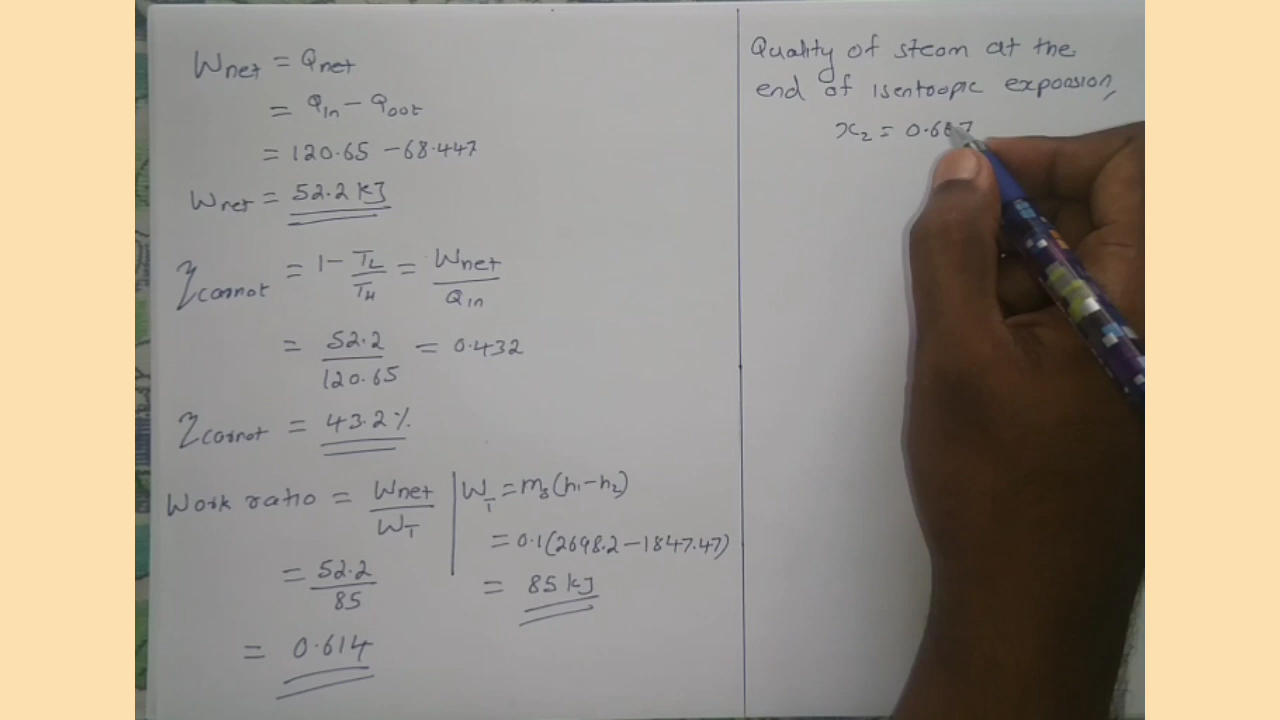 Wnet = Qnet
= Qin - Qout
= 120.65 - 68.447
Wnet = 52.2 kJ
ηcarnot = 1 - TL/TH = Wnet/Qin
= 52.2/120.65 = 0.432
ηcarnot = 43.2%
Work ratio = Wnet/WT
= 52.2/85
= 0.614
WT = ms(h1-h2)
= 0.1(2698.2-1847.47)
= 85 kJ
Quality of steam at the
end of isentropic expansion,
x2 =